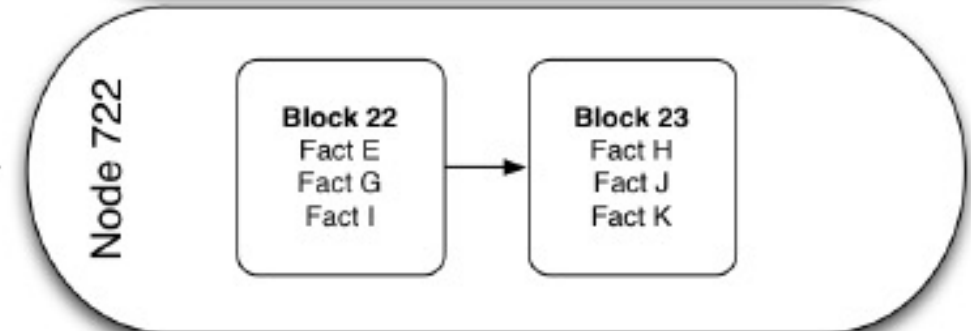 Node 722
Block 22
Fact E
Fact G
Fact I
Block 23
Fact H
Fact J
Fact K